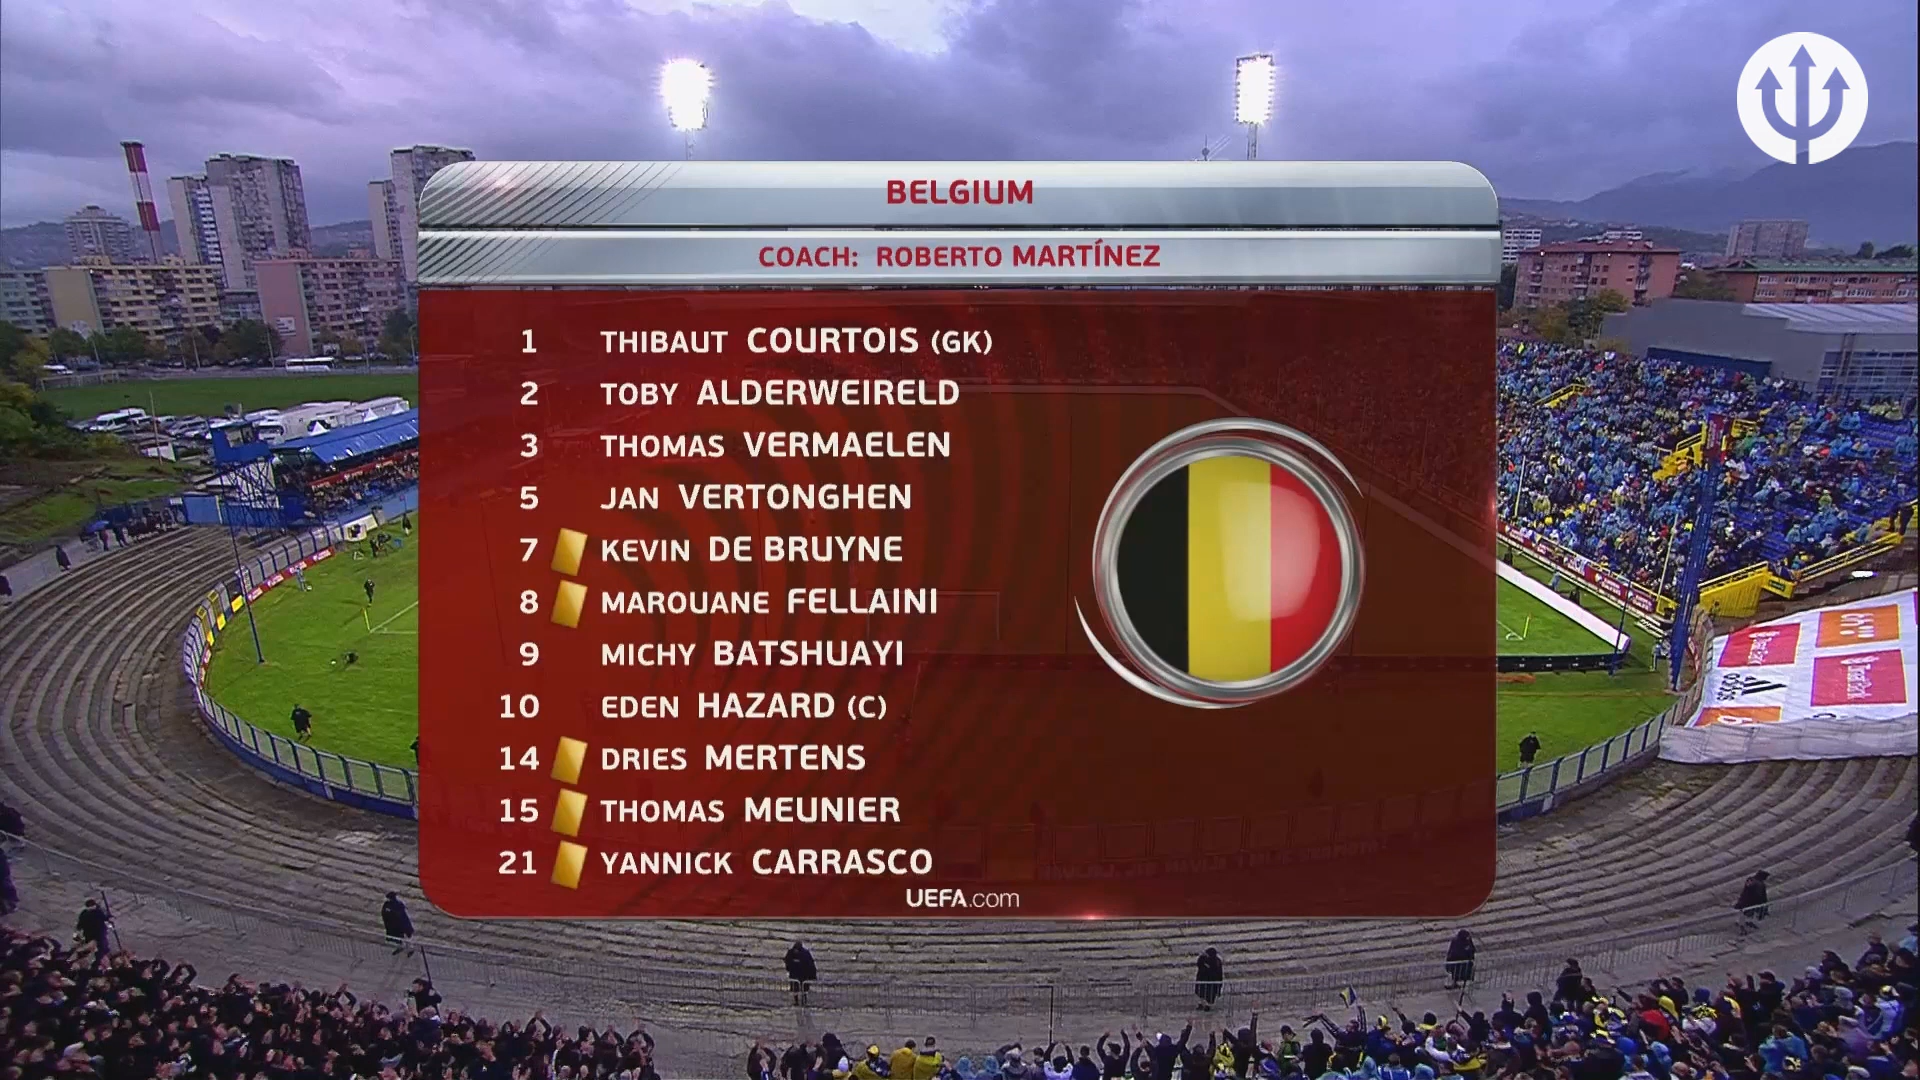 BELGIUM
COACH: ROBERTO MARTÍNEZ
1 THIBAUT COURTOIS (GK)
2 TOBY ALDERWEIRELD
3 THOMAS VERMAELEN
5 JAN VERTONGHEN
7 KEVIN DE BRUYNE
8 MAROUANE FELLAINI
9 MICHY BATSHUAYI
10 EDEN HAZARD (C)
14 DRIES MERTENS
15 THOMAS MEUNIER
21 YANNICK CARRASCO
UEFA.com
adidas